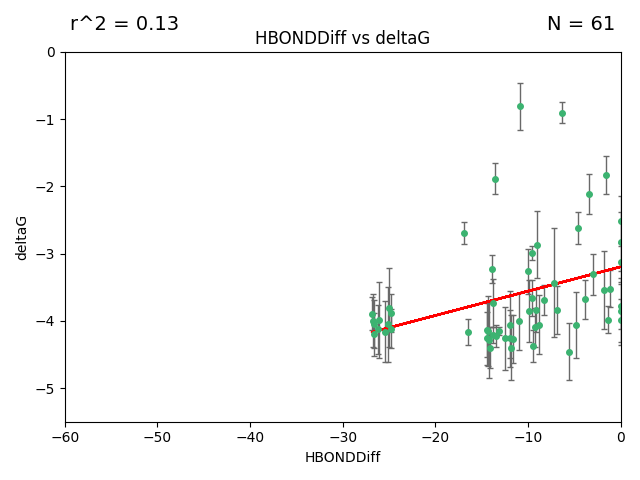 r^2 = 0.13
N = 61
HBONDDiff vs deltaG
deltaG
0
−1
−2
−3
−4
−5
−60
−50
−40
−30
−20
−10
0
HBONDDiff